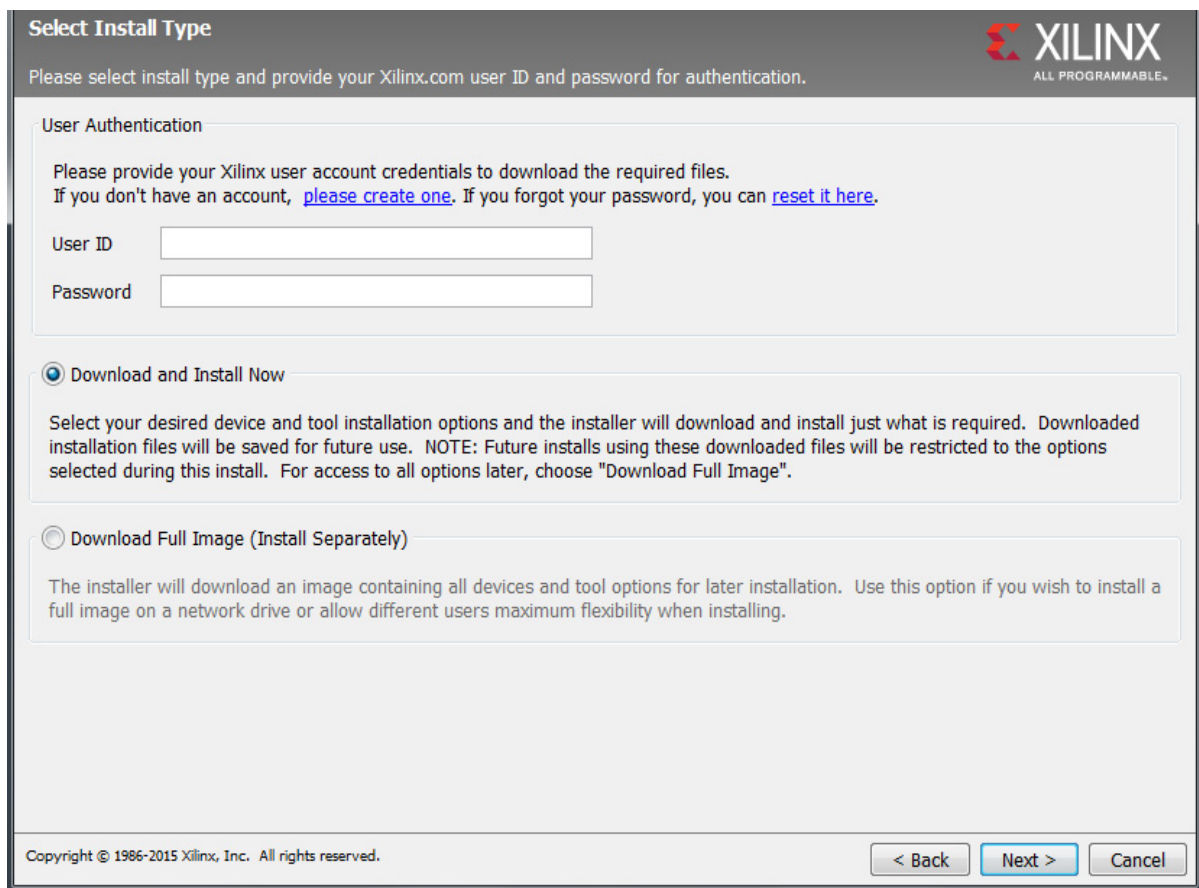 Select Install Type
XILINX
ALL PROGRAMMABLE™
Please select install type and provide your Xilinx.com user ID and password for authentication.
User Authentication
Please provide your Xilinx user account credentials to download the required files.
If you don't have an account, please create one. If you forgot your password, you can reset it here.
User ID
Password
Download and Install Now
Select your desired device and tool installation options and the installer will download and install just what is required. Downloaded
installation files will be saved for future use. NOTE: Future installs using these downloaded files will be restricted to the options
selected during this install. For access to all options later, choose "Download Full Image".
Download Full Image (Install Separately)
The installer will download an image containing all devices and tool options for later installation. Use this option if you wish to install a
full image on a network drive or allow different users maximum flexibility when installing.
Copyright © 1986-2015 Xilinx, Inc. All rights reserved.
< Back
Next >
Cancel